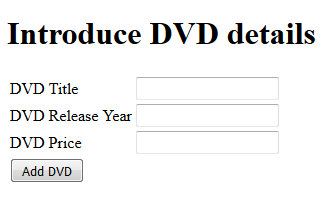 Introduce DVD details
DVD Title
DVD Release Year
DVD Price
Add DVD